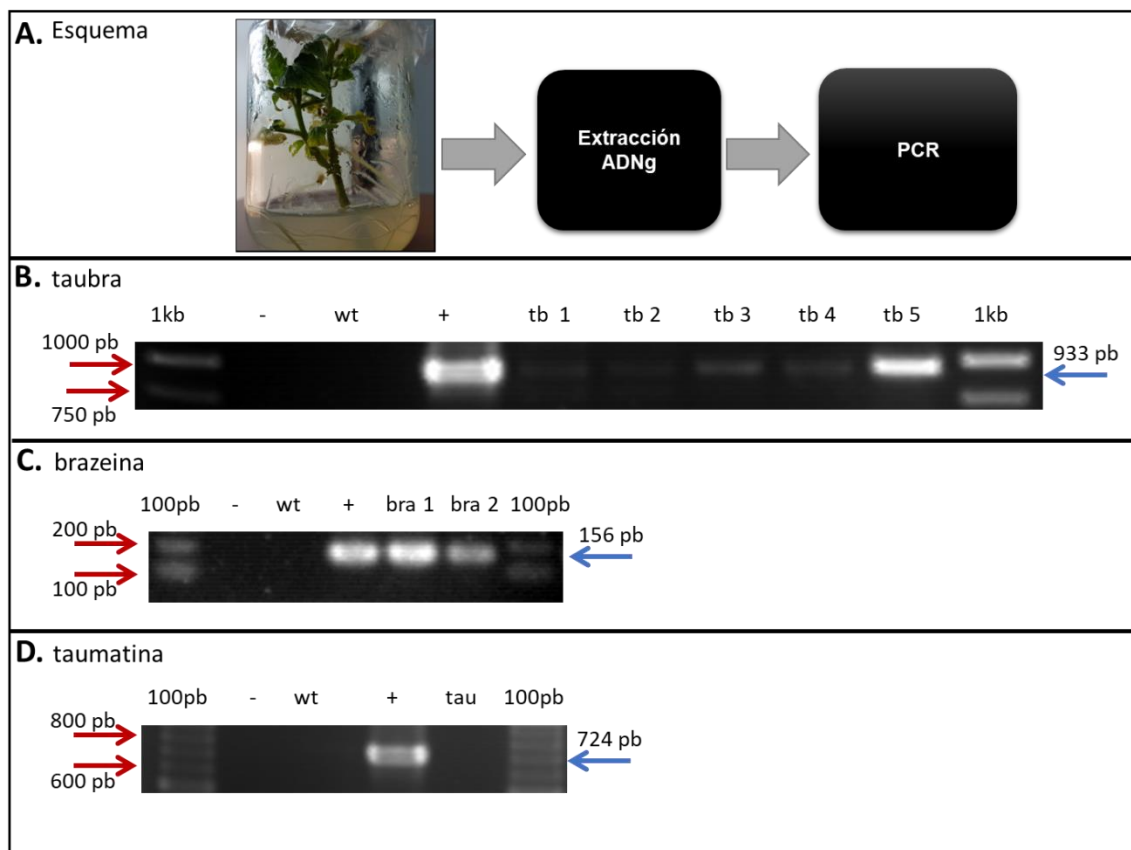 A. Esquema
Extracción
ADNg
PCR
B. taubra
1kb - wt + tb 1 tb 2 tb 3 tb 4 tb 5 1kb
1000 pb
933 pb
750 pb
C. brazeina
100pb - wt + bra 1 bra 2 100pb
200 pb
156 pb
100 pb
D. taumatina
100pb - wt + tau 100pb
800 pb
724 pb
600 pb